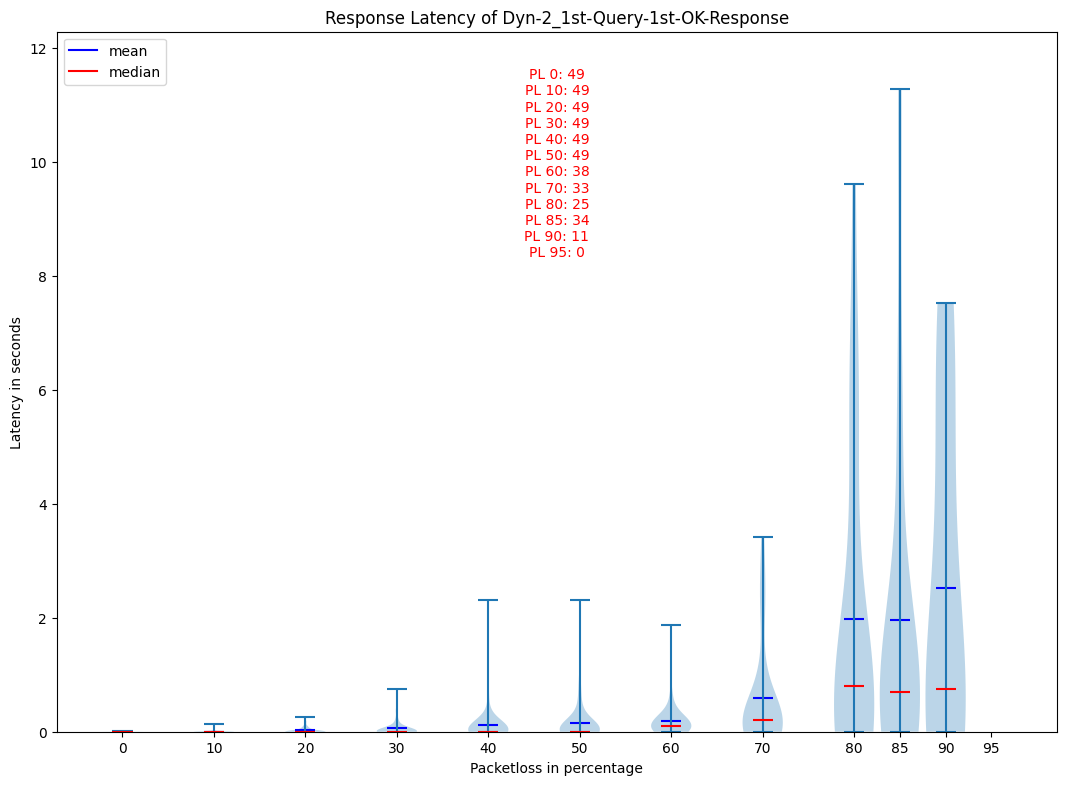 Response Latency of Dyn-2_1st-Query-1st-OK-Response
mean
median
PL 0: 49
PL 10: 49
PL 20: 49
PL 30: 49
PL 40: 49
PL 50: 49
PL 60: 38
PL 70: 33
PL 80: 25
PL 85: 34
PL 90: 11
PL 95: 0
Latency in seconds
12
10
8
6
4
2
0
0 10 20 30 40 50 60 70 80 85 90 95
Packetloss in percentage